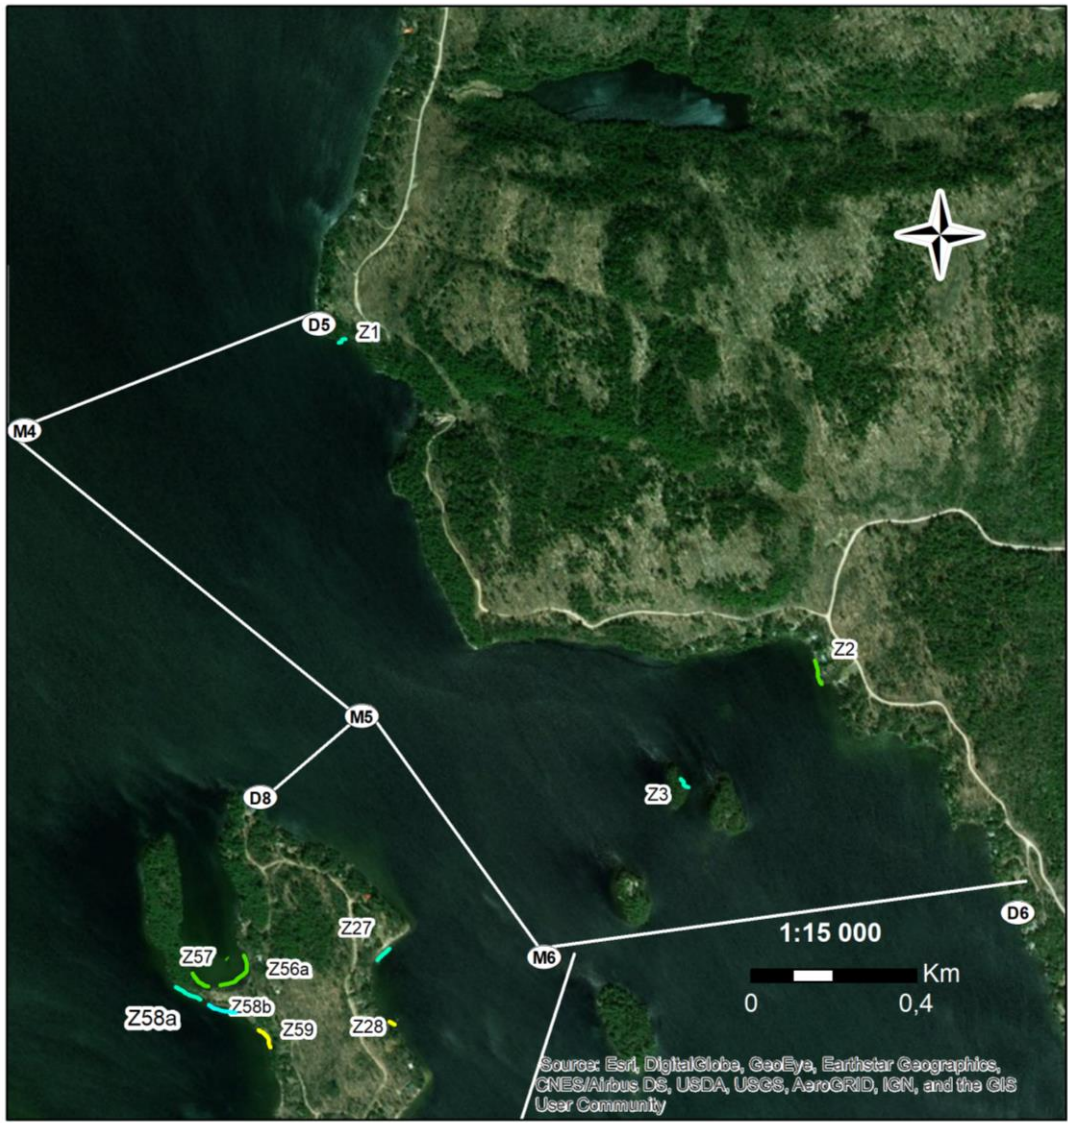 D5
Z1
M4
Z2
M5
D8
Z3
D6
Z27
1:15 000
M6
Z57
Z56a
Km
0
0,4
Z58b
Z58a
Z59
Z28
Source: Esri, DigitalGlobe, GeoEye, Earthstar Geographics,
CNES/Airbus DS, USDA, USGS, AeroGRID, IGN, and the GIS
User Community